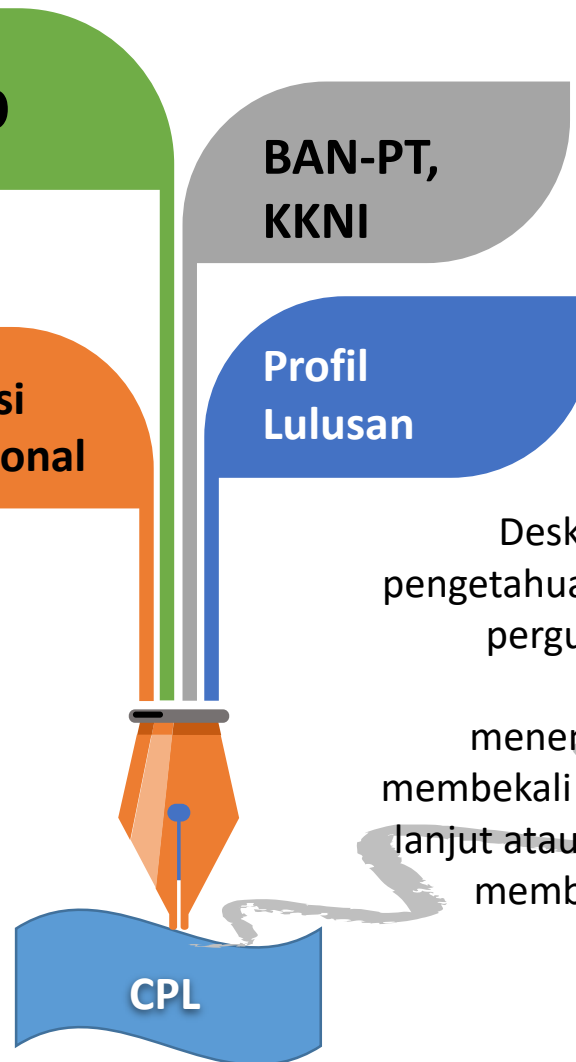 BAN-PT,
KKNI
Profil
Lulusan
si
onal
Desk
pengetahua
pergu
mener
membekali
lanjut atau
memb
CPL